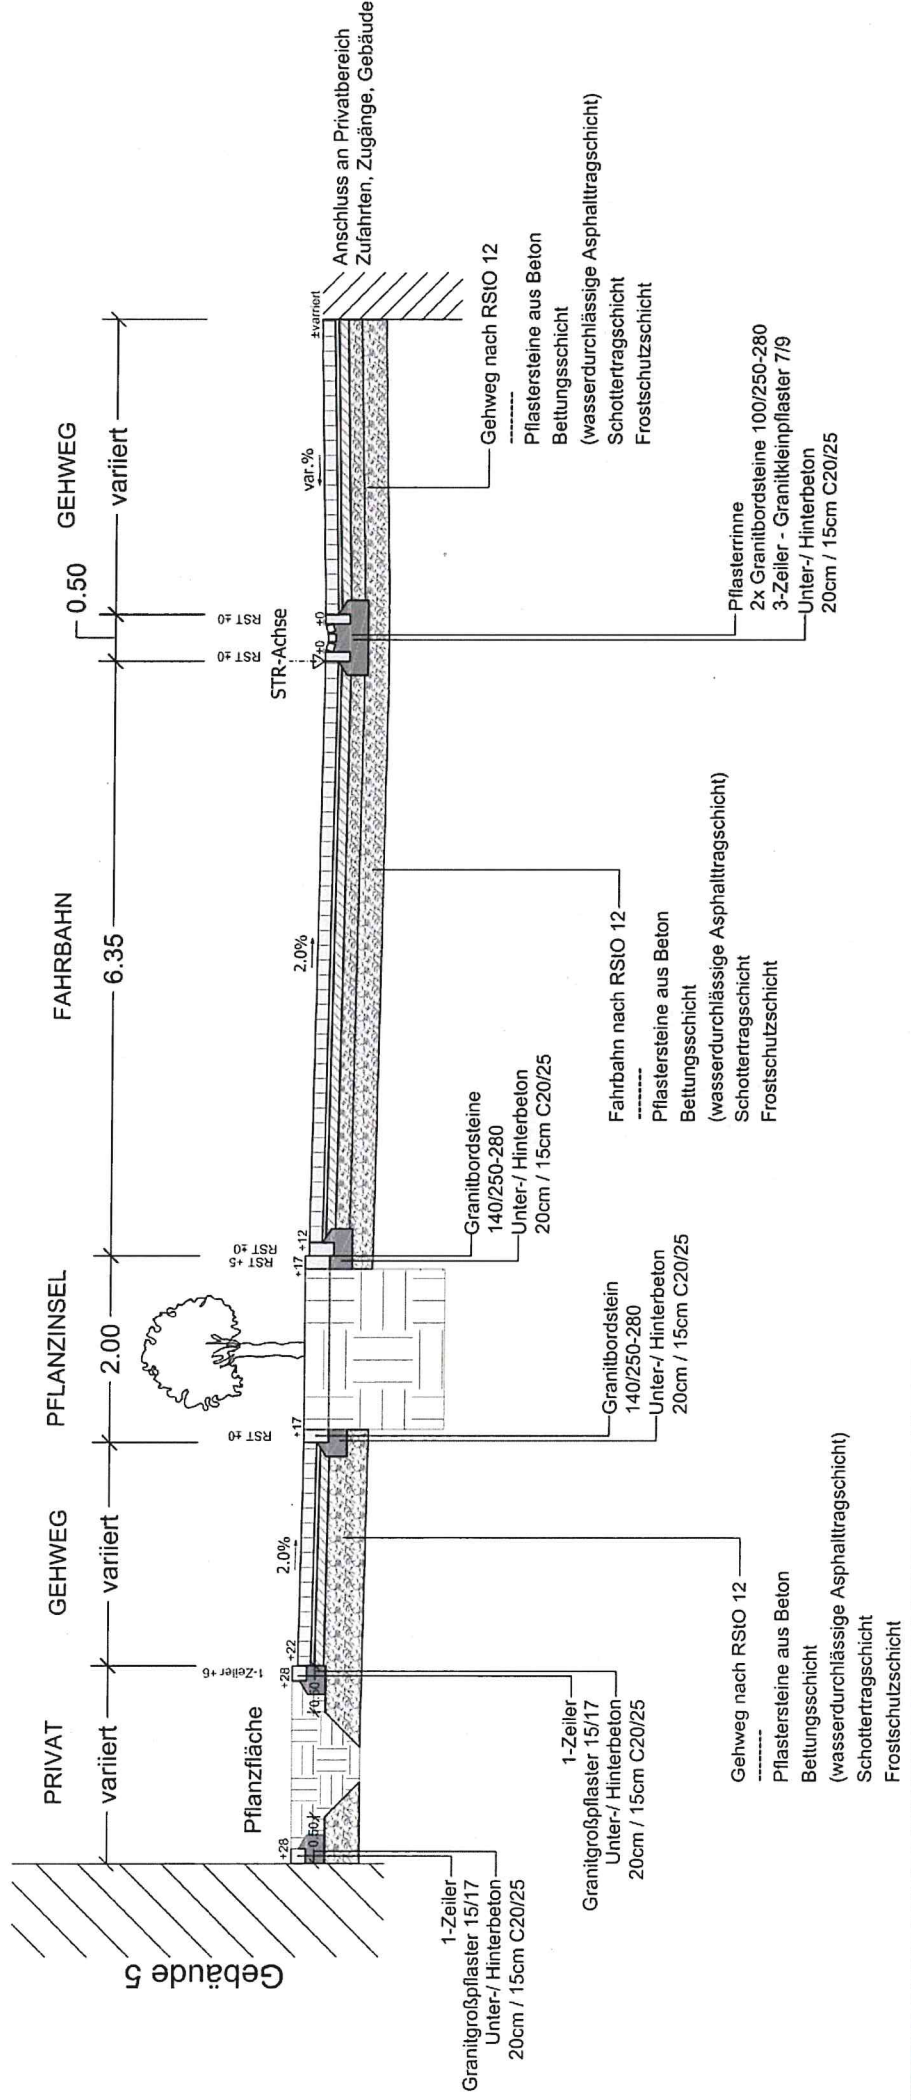 PRIVAT
GEHWEG
PFLANZINSEL
FAHRBAHN
0.50
GEHWEG
variiert
variiert
2.00
6.35
variiert
1-Zeiler +6
RST ±0
RST +5
RST ±0
RST ±0
RST ±0
STR-Achse
Gebäude 5
Pflanzfläche
+28
0.50
+28
0.50
+22
2.0%
+17
+17
+12
2.0%
±0
±0
var.%
±variiert
Anschluss an Privatbereich
Zufahrten, Zugänge, Gebäude
1-Zeiler
Granitgroßpflaster 15/17
Unter-/ Hinterbeton
20cm / 15cm C20/25
1-Zeiler
Granitgroßpflaster 15/17
Unter-/ Hinterbeton
20cm / 15cm C20/25
Gehweg nach RStO 12
--------
Pflastersteine aus Beton
Bettungsschicht
(wasserdurchlässige Asphalttragschicht)
Schottertragschicht
Frostschutzschicht
Granitbordstein
140/250-280
Unter-/ Hinterbeton
20cm / 15cm C20/25
Granitbordsteine
140/250-280
Unter-/ Hinterbeton
20cm / 15cm C20/25
Fahrbahn nach RStO 12
--------
Pflastersteine aus Beton
Bettungsschicht
(wasserdurchlässige Asphalttragschicht)
Schottertragschicht
Frostschutzschicht
Pflasterrinne
2x Granitbordsteine 100/250-280
3-Zeiler - Granitkleinpflaster 7/9
Unter-/ Hinterbeton
20cm / 15cm C20/25
Gehweg nach RStO 12
--------
Pflastersteine aus Beton
Bettungsschicht
(wasserdurchlässige Asphalttragschicht)
Schottertragschicht
Frostschutzschicht